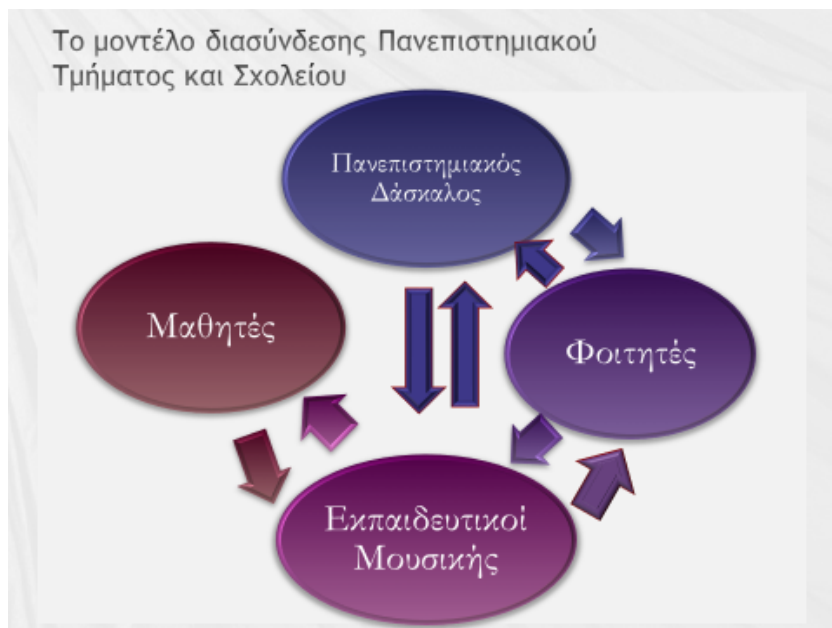 Το μοντέλο διασύνδεσης Πανεπιστημιακού
Τμήματος και Σχολείου
Πανεπιστημιακός
Δάσκαλος
Μαθητές
Φοιτητές
Εκπαιδευτικοί
Μουσικής